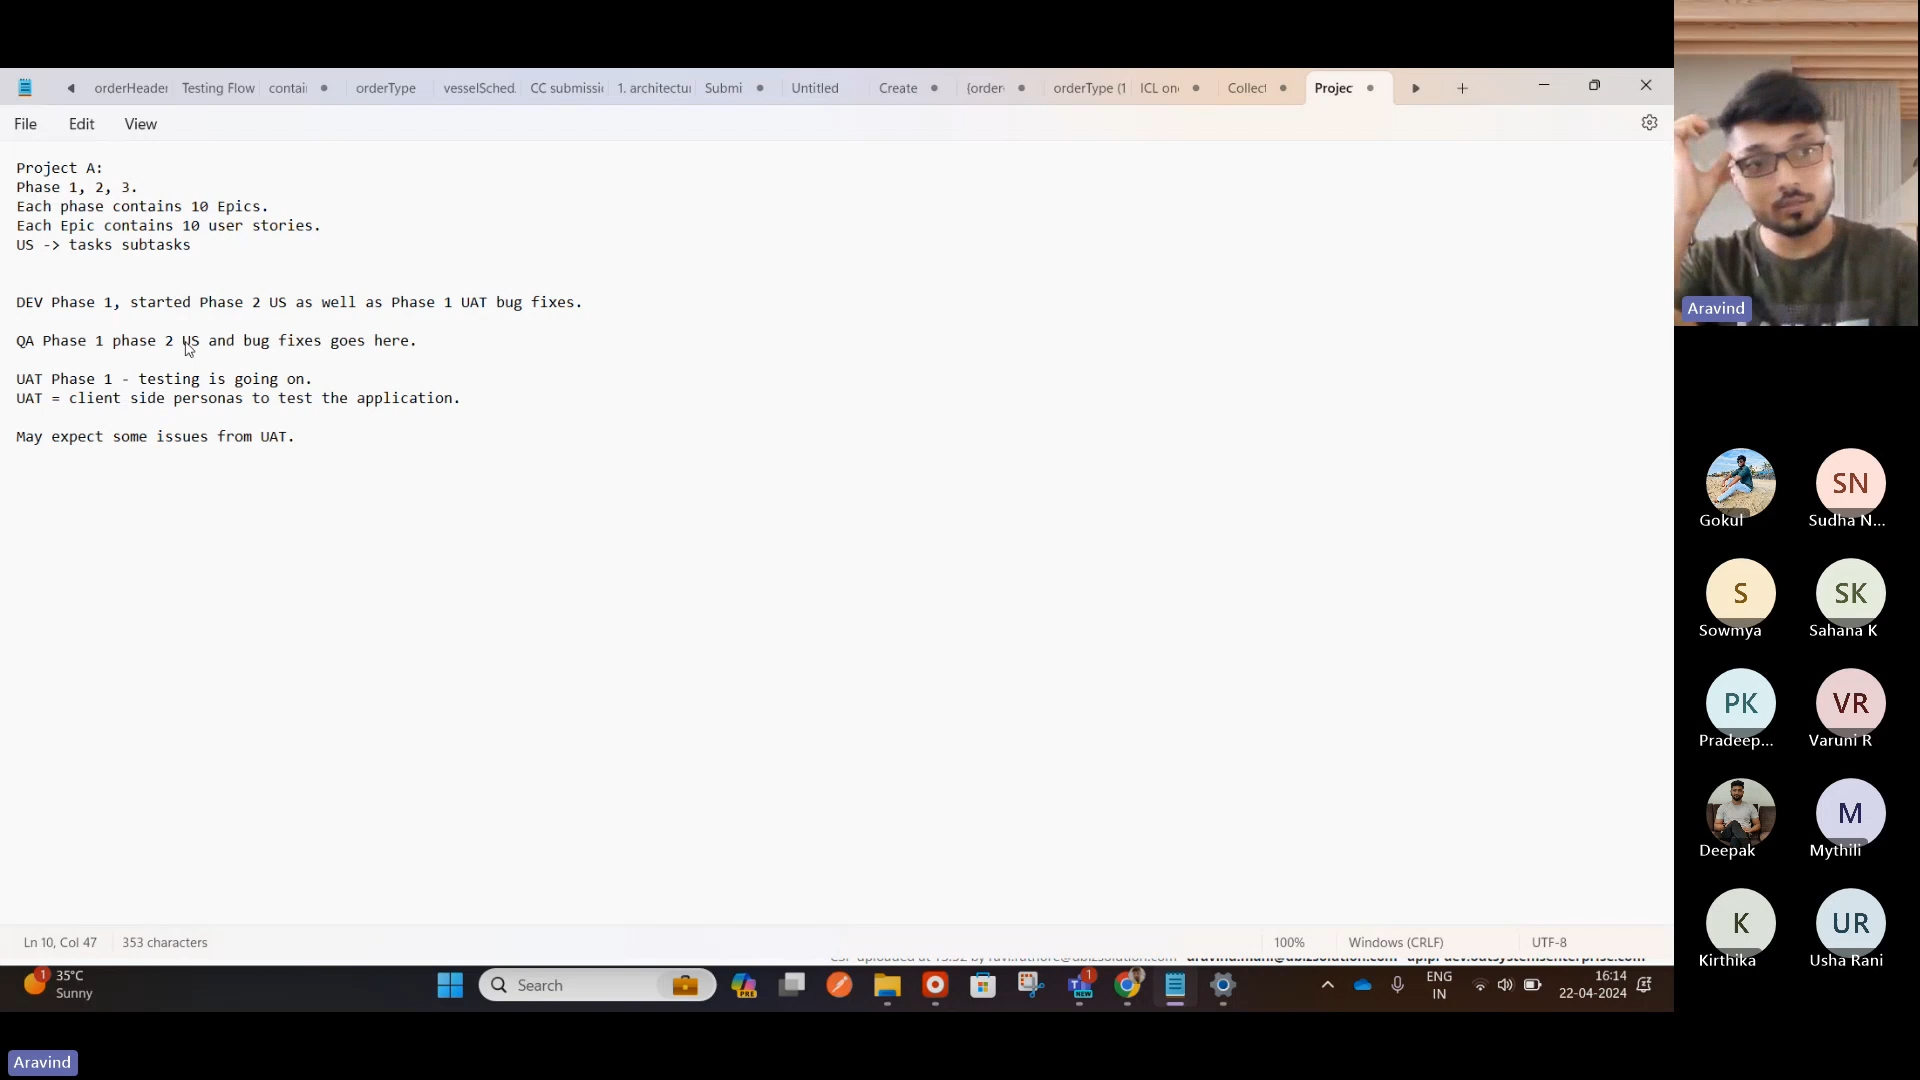 orderHeader
Testing Flow
contain
orderType
vesselSched
CC submissi
1. architectu
Submi
Untitled
Create
(order
orderType (1
ICL on
Collect
Projec
File
Edit
View
Project A:
Phase 1, 2, 3.
Each phase contains 10 Epics.
Each Epic contains 10 user stories.
US -> tasks subtasks
DEV Phase 1, started Phase 2 US as well as Phase 1 UAT bug fixes.
QA Phase 1 phase 2 US and bug fixes goes here.
UAT Phase 1 - testing is going on.
UAT = client side personas to test the application.
May expect some issues from UAT.
Ln 10, Col 47
353 characters
100%
Windows (CRLF)
UTF-8
1
35°C
Sunny
Search
PRE
1
NEW
ENG
IN
16:14
22-04-2024
Aravind
Gokul
SN
Sudha N...
S
Sowmya
SK
Sahana K
PK
Pradeep...
VR
Varuni R
Deepak
M
Mythili
K
Kirthika
UR
Usha Rani
Aravind